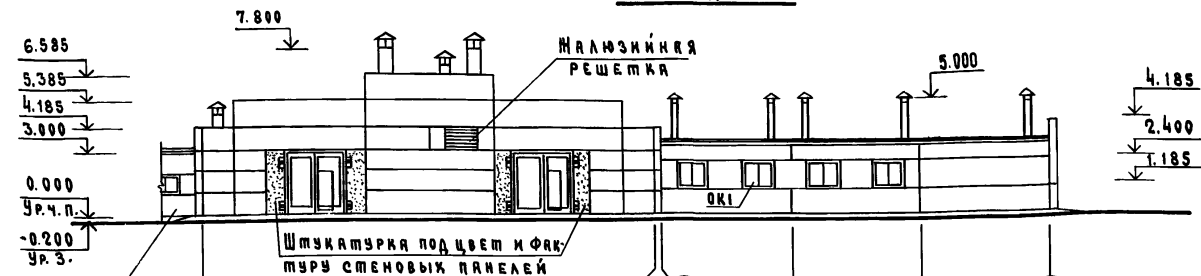 7.800
6.585
5.385
4.185
3.000
0.000
Ур.ч.п.
-0.200
Ур.з.
Жалюзийная
решетка
5.000
4.185
2.400
1.185
ОК1
Штукатурка под цвет и фак-
туру стеновых панелей